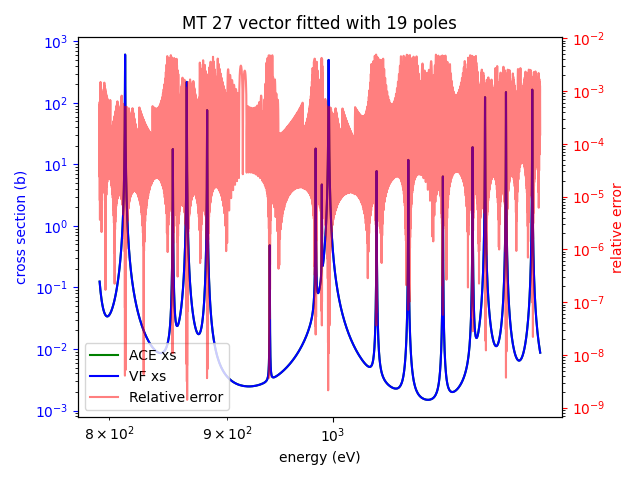 MT 27 vector fitted with 19 poles
10³
10²
10¹
10⁰
10⁻¹
10⁻²
10⁻³
cross section (b)
10⁻²
10⁻³
10⁻⁴
10⁻⁵
10⁻⁶
10⁻⁷
10⁻⁸
10⁻⁹
relative error
ACE xs
VF xs
Relative error
8 × 10²
9 × 10²
10³
energy (eV)